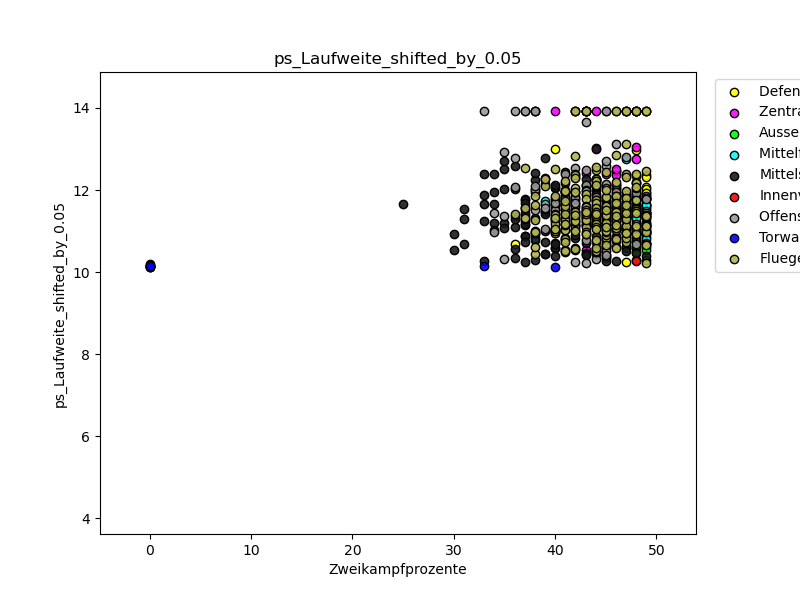 ps_Laufweite_shifted_by_0.05
14
12
10
8
6
4
ps_Laufweite_shifted_by_0.05
0 10 20 30 40 50
Zweikampfprozente
Defen
Zentra
Ausse
Mittelf
Mittels
Innenv
Offens
Torwa
Fluege